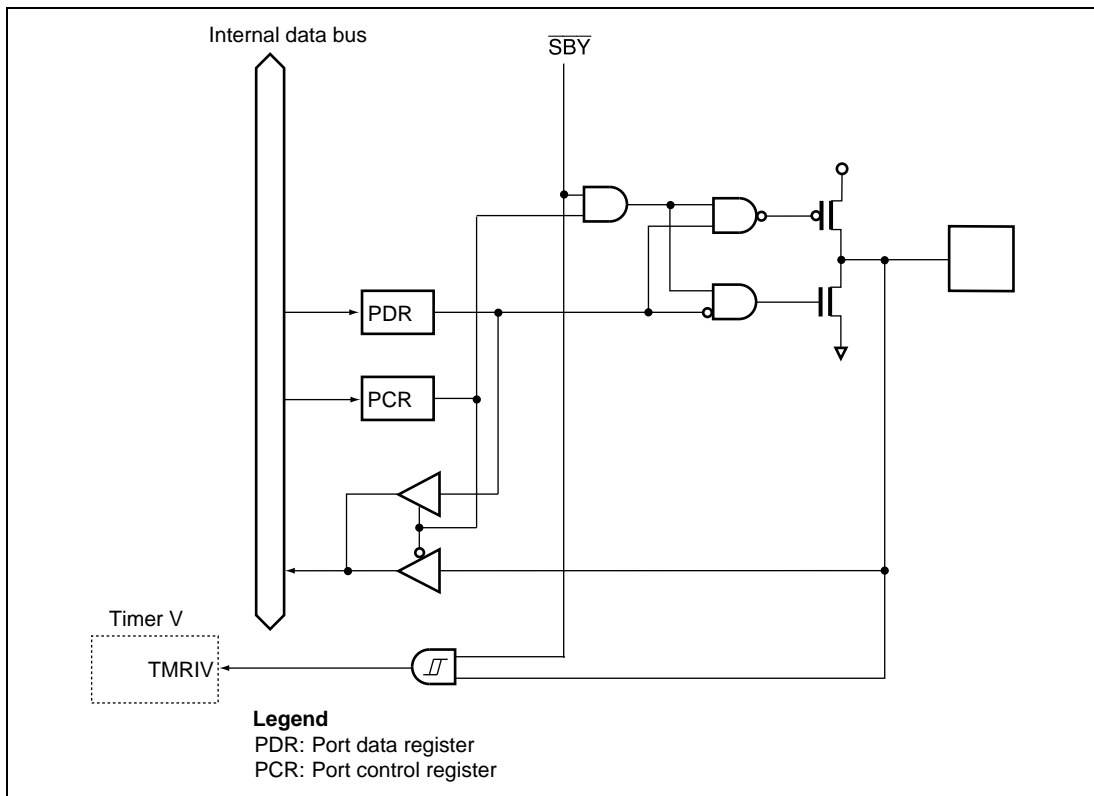 Internal data bus
SBY
PDR
PCR
Timer V
TMRIV
Legend
PDR: Port data register
PCR: Port control register